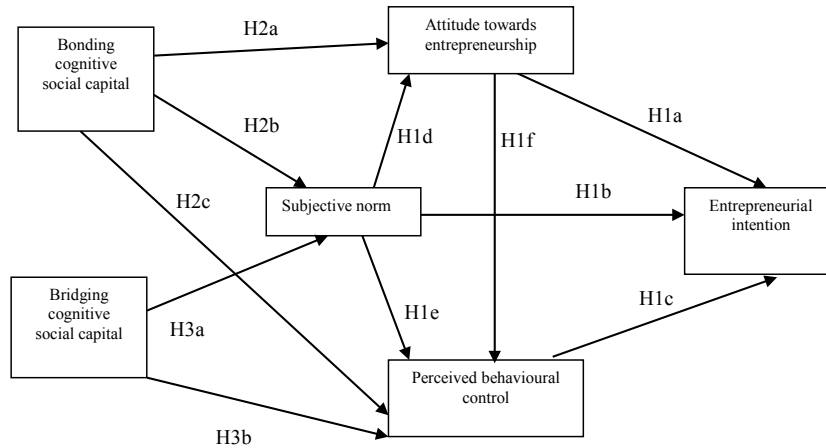 Bonding
cognitive
social capital
H2a
Attitude towards
entrepreneurship
H2b
H1d
H1f
H1a
H2c
Subjective norm
H1b
Entrepreneurial
intention
Bridging
cognitive
social capital
H3a
H1e
H1c
Perceived behavioural
control
H3b